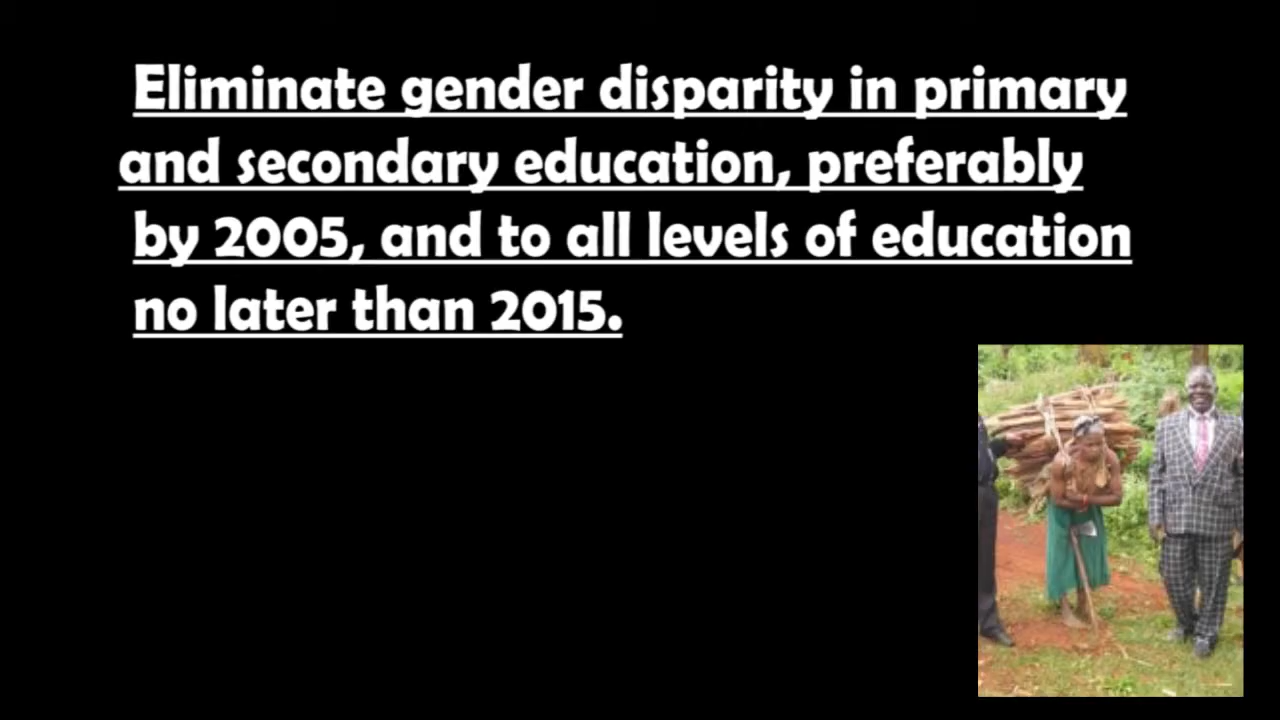 Eliminate gender disparity in primary
and secondary education, preferably
by 2005, and to all levels of education
no later than 2015.